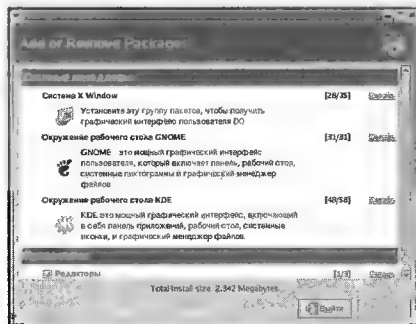 Add or Remove Packages
Система X Window [28/35]
Установите эту группу пакетов, чтобы получить
графический интерфейс пользователя (X)
Окружение рабочего стола GNOME [31/31]
GNOME это мощный графический интерфейс
пользователя, который включает панель, рабочий стол,
системные пиктограммы и графический менеджер
файлов
Окружение рабочего стола KDE [48/58]
KDE это мощный графический интерфейс, включающий
в себя панель приложений, рабочий стол, системные
иконки, и графический менеджер файлов.
Редакторы [1/3]
Total install size 2.342 Megabytes
Выйти